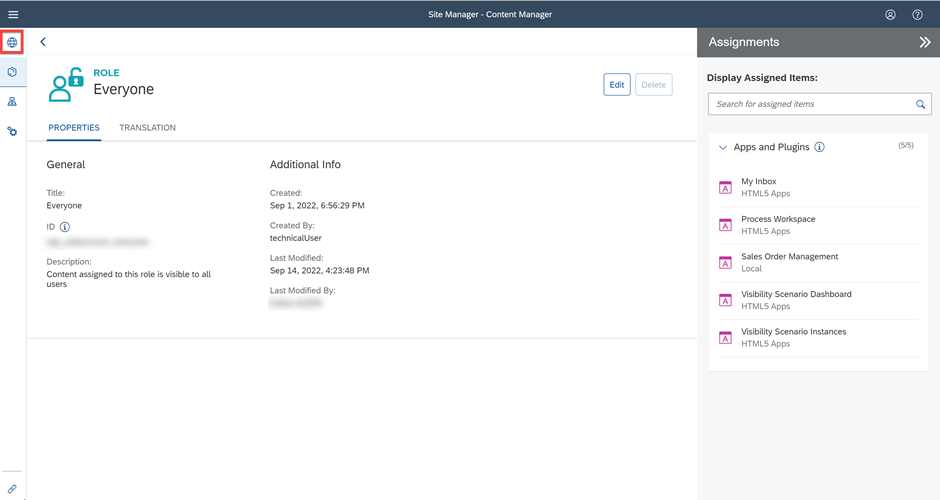 Site Manager - Content Manager
ROLE
Everyone
Edit
Delete
PROPERTIES
TRANSLATION
General
Title:
Everyone
ID
Description:
Content assigned to this role is visible to all
users
Additional Info
Created:
Sep 1, 2022, 6:56:29 PM
Created By:
technicalUser
Last Modified:
Sep 14, 2022, 4:23:48 PM
Last Modified By:
Assignments
Display Assigned Items:
Search for assigned items
Apps and Plugins
(5/5)
A
My Inbox
HTML5 Apps
A
Process Workspace
HTML5 Apps
A
Sales Order Management
Local
A
Visibility Scenario Dashboard
HTML5 Apps
A
Visibility Scenario Instances
HTML5 Apps